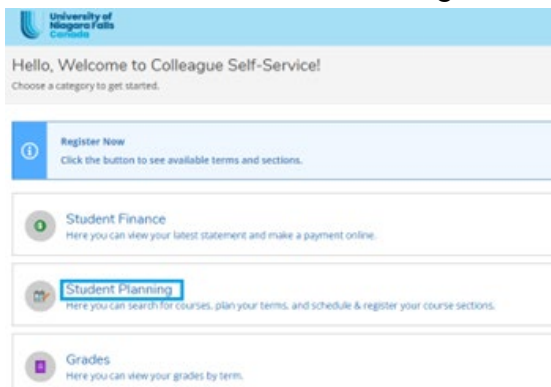 University of
Niagara Falls
Canada
Hello, Welcome to Colleague Self-Service!
Choose a category to get started.
Register Now
Click the button to see available terms and sections.
Student Finance
Here you can view your latest statement and make a payment online.
Student Planning
Here you can search for courses, plan your terms, and schedule & register your course sections.
Grades
Here you can view your grades by term.